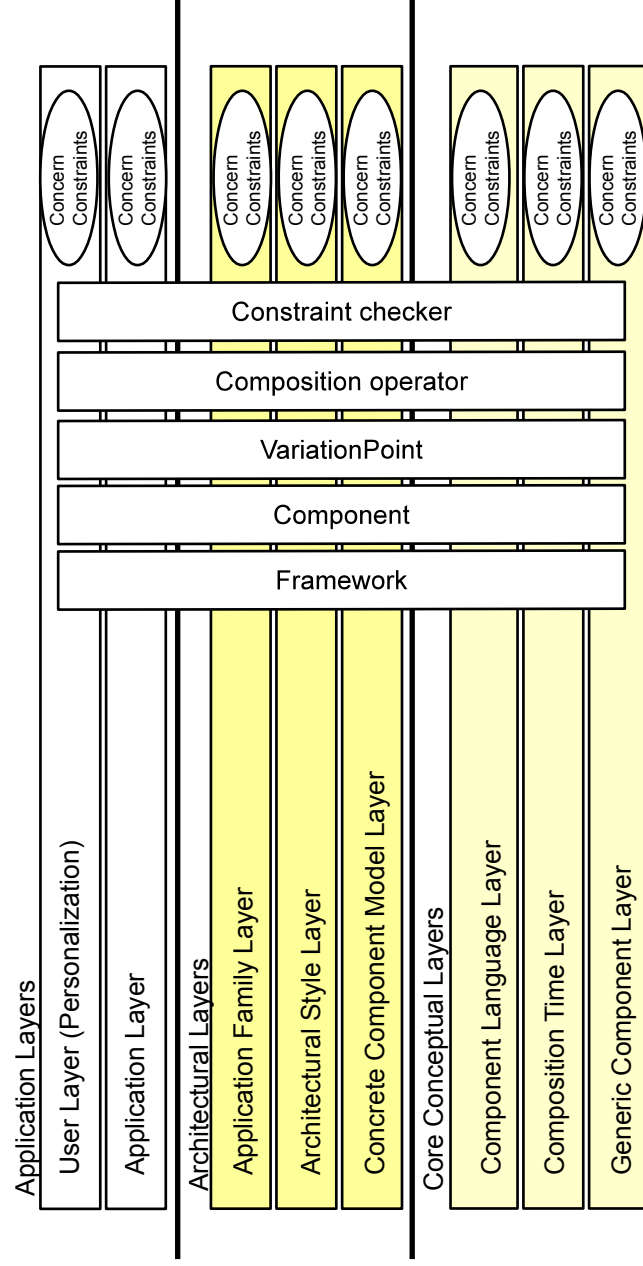 Concern
Constraints
Concern
Constraints
Concern
Constraints
Concern
Constraints
Concern
Constraints
Concern
Constraints
Concern
Constraints
Concern
Constraints
Constraint checker
Composition operator
VariationPoint
Component
Framework
Application Layers
User Layer (Personalization)
Application Layer
Architectural Layers
Application Family Layer
Architectural Style Layer
Concrete Component Model Layer
Core Conceptual Layers
Component Language Layer
Composition Time Layer
Generic Component Layer